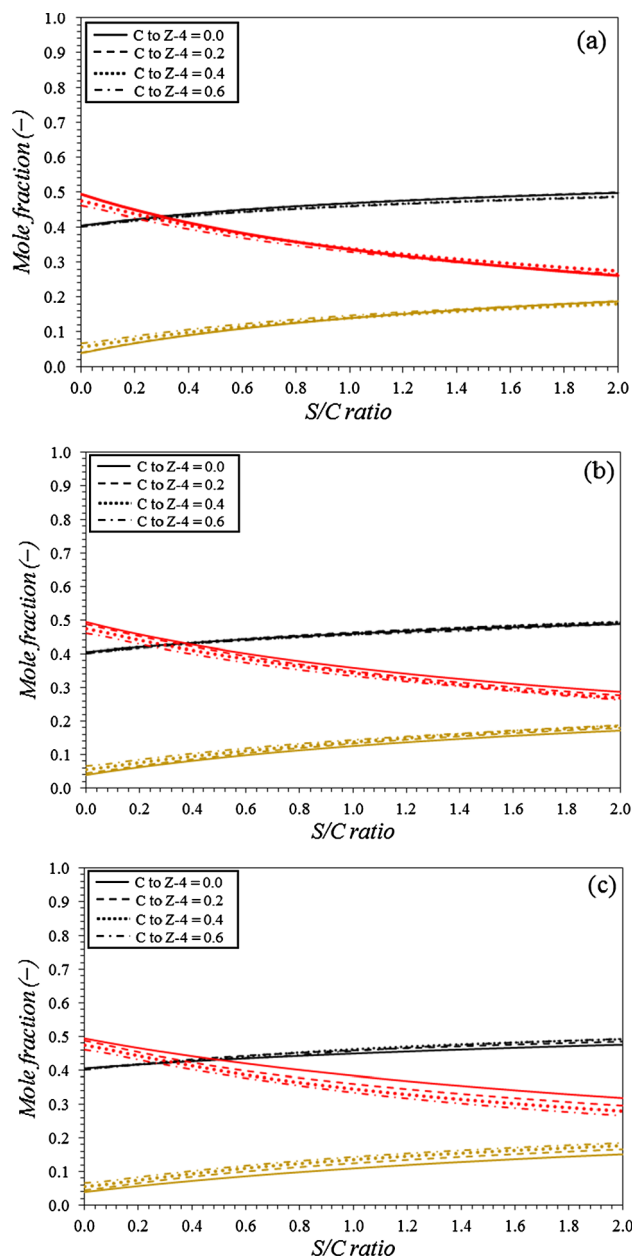 1.0
C to Z-4 = 0.0
C to Z-4 = 0.2
C to Z-4 = 0.4
C to Z-4 = 0.6
(a)
0.9
0.8
0.7
0.6
0.5
0.4
0.3
0.2
0.1
0.0
Mole fraction (−)
0.0 0.2 0.4 0.6 0.8 1.0 1.2 1.4 1.6 1.8 2.0
S/C ratio
1.0
C to Z-4 = 0.0
C to Z-4 = 0.2
C to Z-4 = 0.4
C to Z-4 = 0.6
(b)
0.9
0.8
0.7
0.6
0.5
0.4
0.3
0.2
0.1
0.0
Mole fraction (−)
0.0 0.2 0.4 0.6 0.8 1.0 1.2 1.4 1.6 1.8 2.0
S/C ratio
1.0
C to Z-4 = 0.0
C to Z-4 = 0.2
C to Z-4 = 0.4
C to Z-4 = 0.6
(c)
0.9
0.8
0.7
0.6
0.5
0.4
0.3
0.2
0.1
0.0
Mole fraction (−)
0.0 0.2 0.4 0.6 0.8 1.0 1.2 1.4 1.6 1.8 2.0
S/C ratio